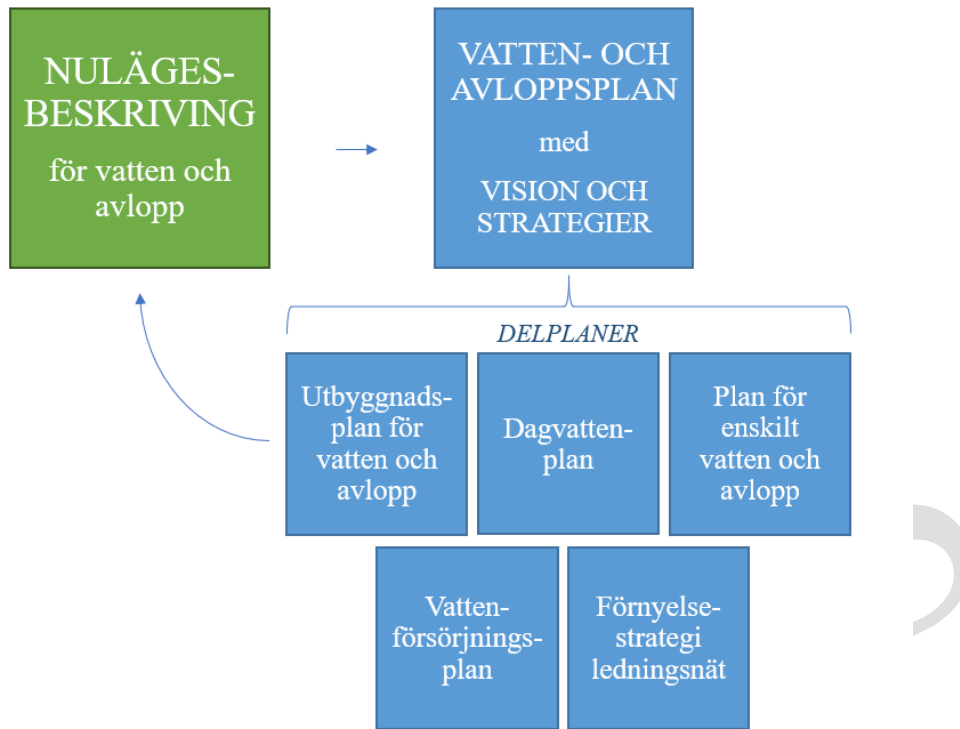 NULÄGES-
BESKRIVING
för vatten och
avlopp
VATTEN- OCH
AVLOPPSPLAN
med
VISION OCH
STRATEGIER
DELPLANER
Utbyggnads-
plan för
vatten och
avlopp
Dagvatten-
plan
Plan för
enskilt
vatten och
avlopp
Vatten-
försörjnings-
plan
Förnyelse-
strategi
ledningsnät